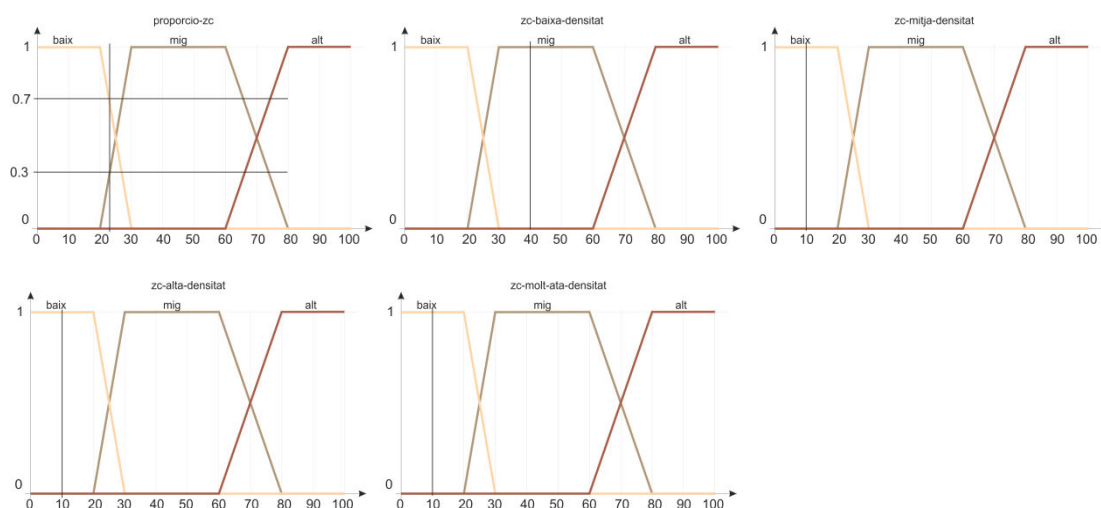 proporcio-zc
baix mig alt
1
0.7
0.3
0
0 10 20 30 40 50 60 70 80 90 100
zc-baixa-densitat
baix mig alt
1
0
0 10 20 30 40 50 60 70 80 90 100
zc-mitja-densitat
baix mig alt
1
0
0 10 20 30 40 50 60 70 80 90 100
zc-alta-densitat
baix mig alt
1
0
0 10 20 30 40 50 60 70 80 90 100
zc-molt-ata-densitat
baix mig alt
1
0
0 10 20 30 40 50 60 70 80 90 100